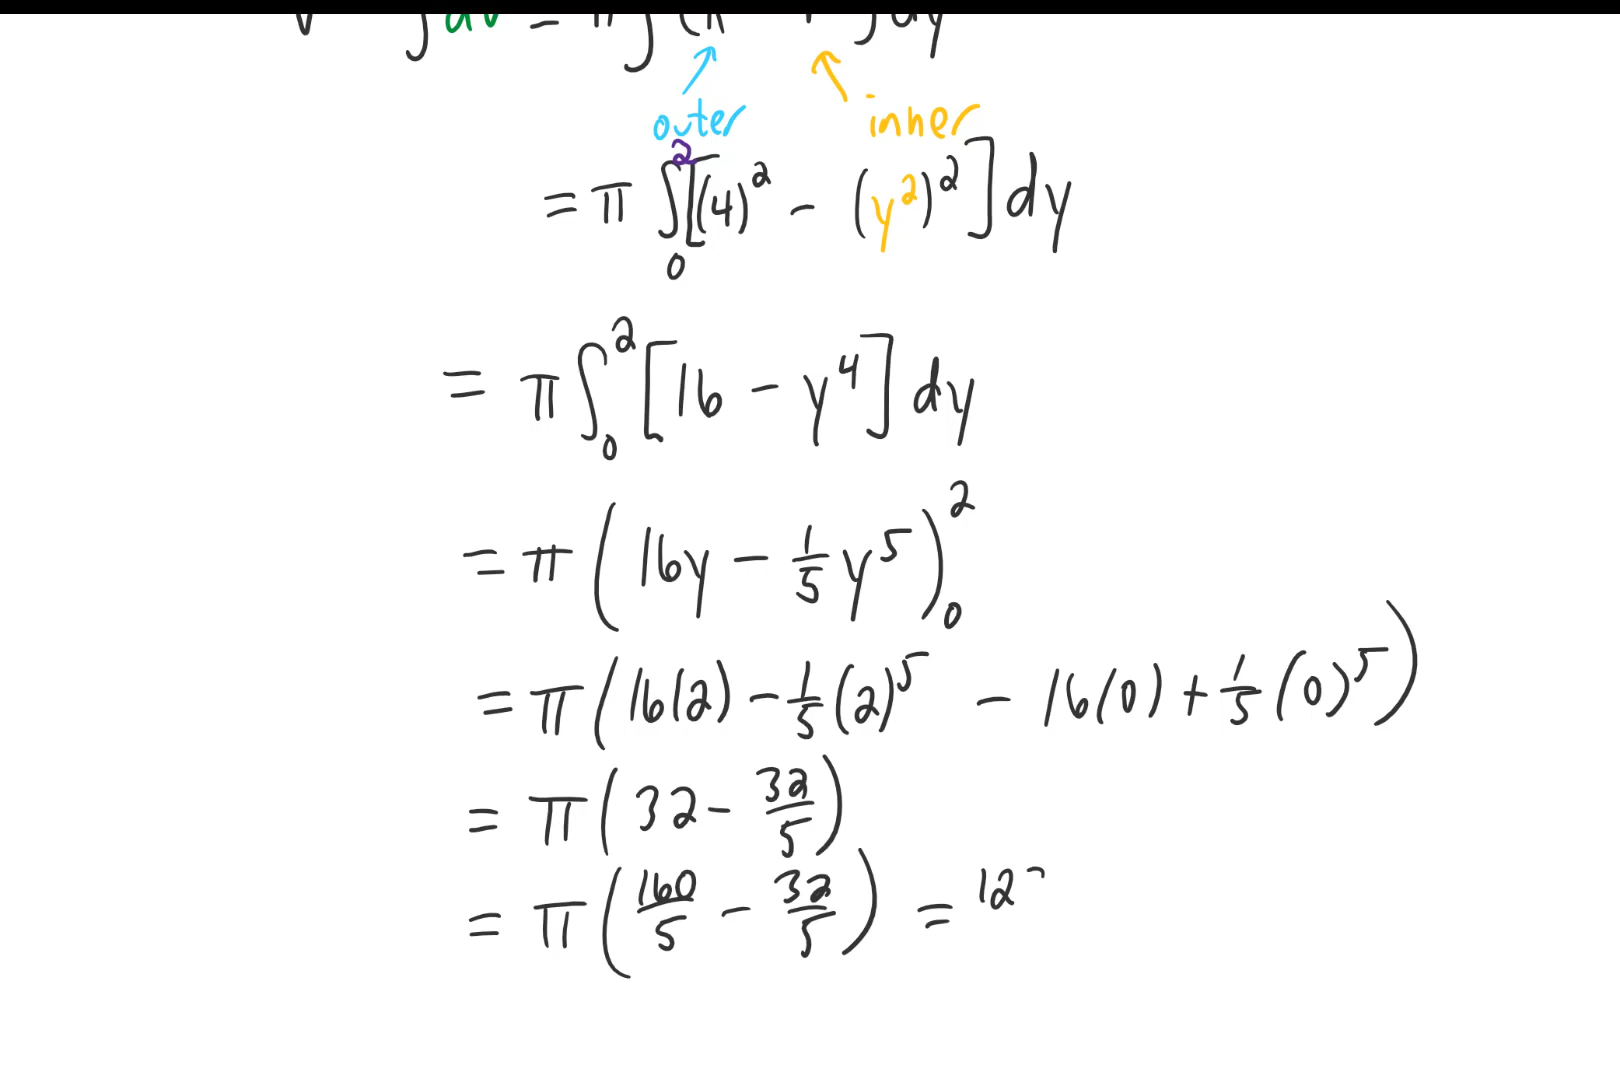 outer inner
= π ∫₀² [(4)² - (y²)²] dy
= π ∫₀² [16 - y⁴] dy
= π (16y - 1/5 y⁵)₀²
= π (16(2) - 1/5 (2)⁵ - 16(0) + 1/5 (0)⁵)
= π (32 - 32/5)
= π (160/5 - 32/5) = 12